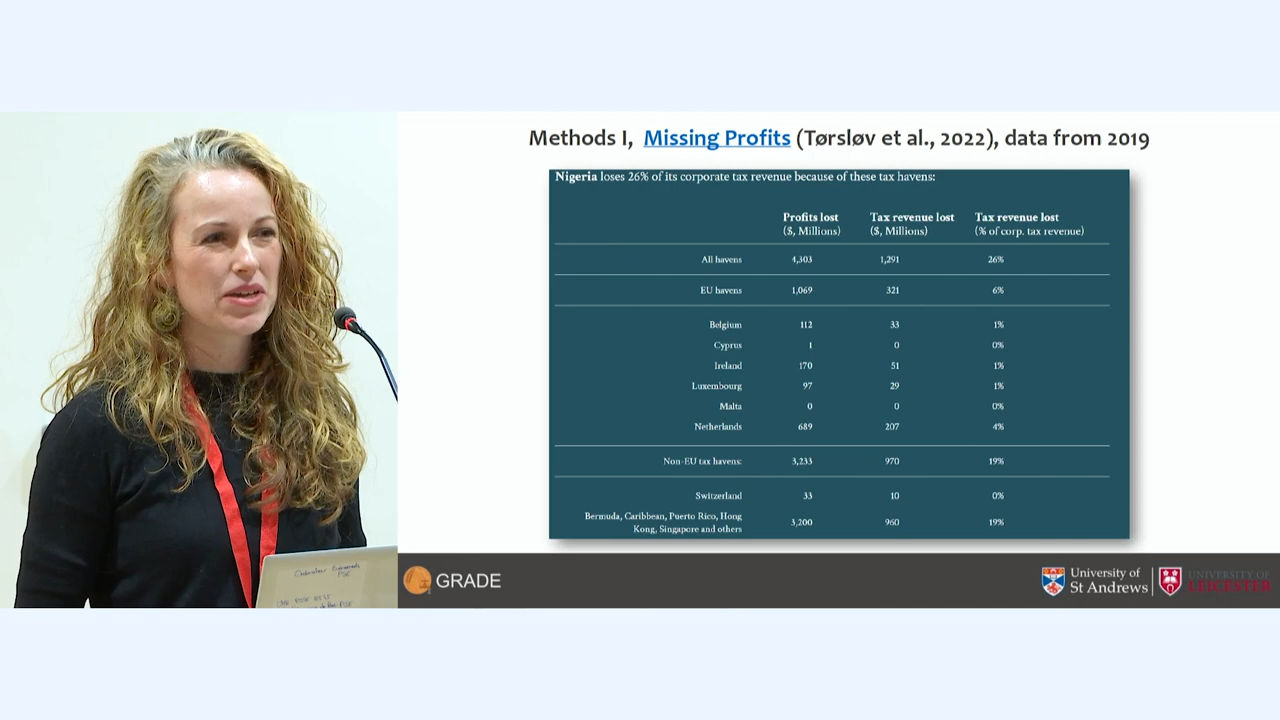 Methods I, Missing Profits (Tørsløv et al., 2022), data from 2019
Nigeria loses 26% of its corporate tax revenue because of these tax havens:
Profits lost Tax revenue lost Tax revenue lost
($, Millions) ($, Millions) (% of corp. tax revenue)
All havens 4,303 1,291 26%
EU havens 1,069 321 6%
Belgium 112 33 1%
Cyprus 1 0 0%
Ireland 170 51 1%
Luxembourg 97 29 1%
Malta 0 0 0%
Netherlands 689 207 4%
Non-EU tax havens: 3,233 970 19%
Switzerland 33 10 0%
Bermuda, Caribbean, Puerto Rico, Hong
Kong, Singapore and others 3,200 960 19%
PSE
GRADE
University of
St Andrews
UNIVERSITY OF
LEICESTER